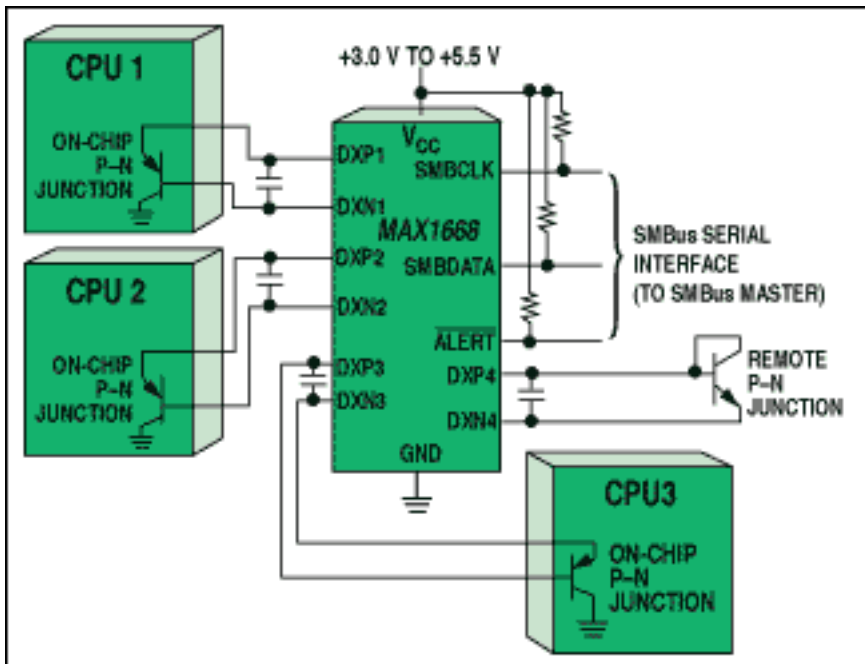 CPU 1
ON-CHIP
P–N
JUNCTION
CPU 2
ON-CHIP
P–N
JUNCTION
+3.0 V TO +5.5 V
VCC
DXP1
SMBCLK
DXN1
MAX1668
DXP2
SMBDATA
DXN2
ALERT
DXP3
DXP4
DXN3
DXN4
GND
SMBus SERIAL
INTERFACE
(TO SMBus MASTER)
REMOTE
P–N
JUNCTION
CPU3
ON-CHIP
P–N
JUNCTION